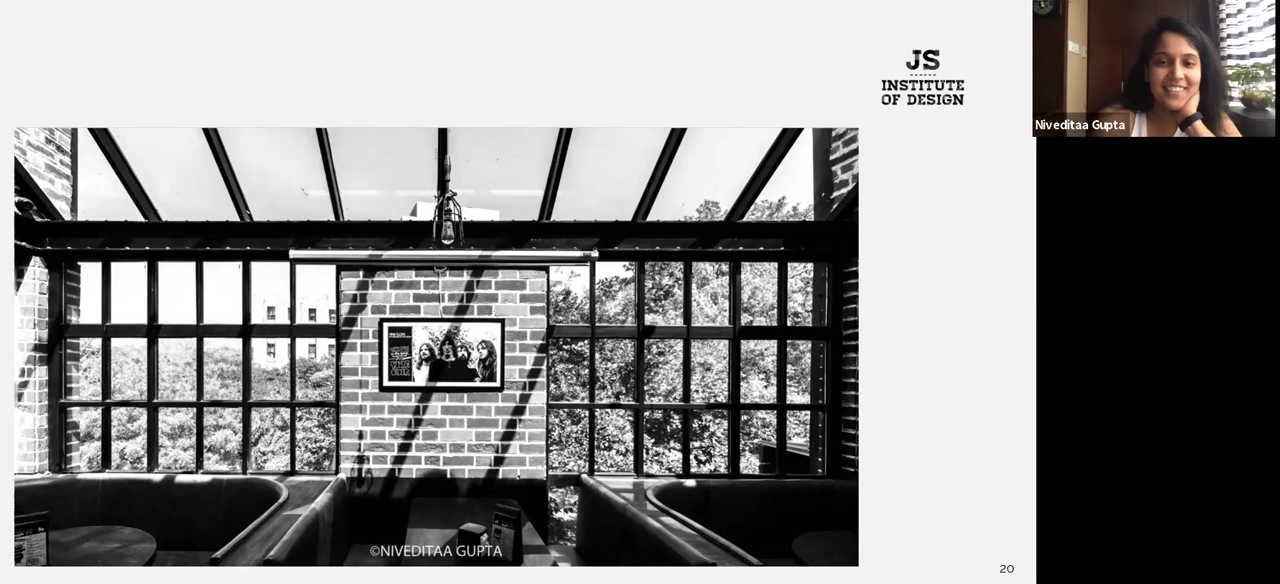 JS
INSTITUTE
OF DESIGN
Niveditaa Gupta
©NIVEDITAA GUPTA
20